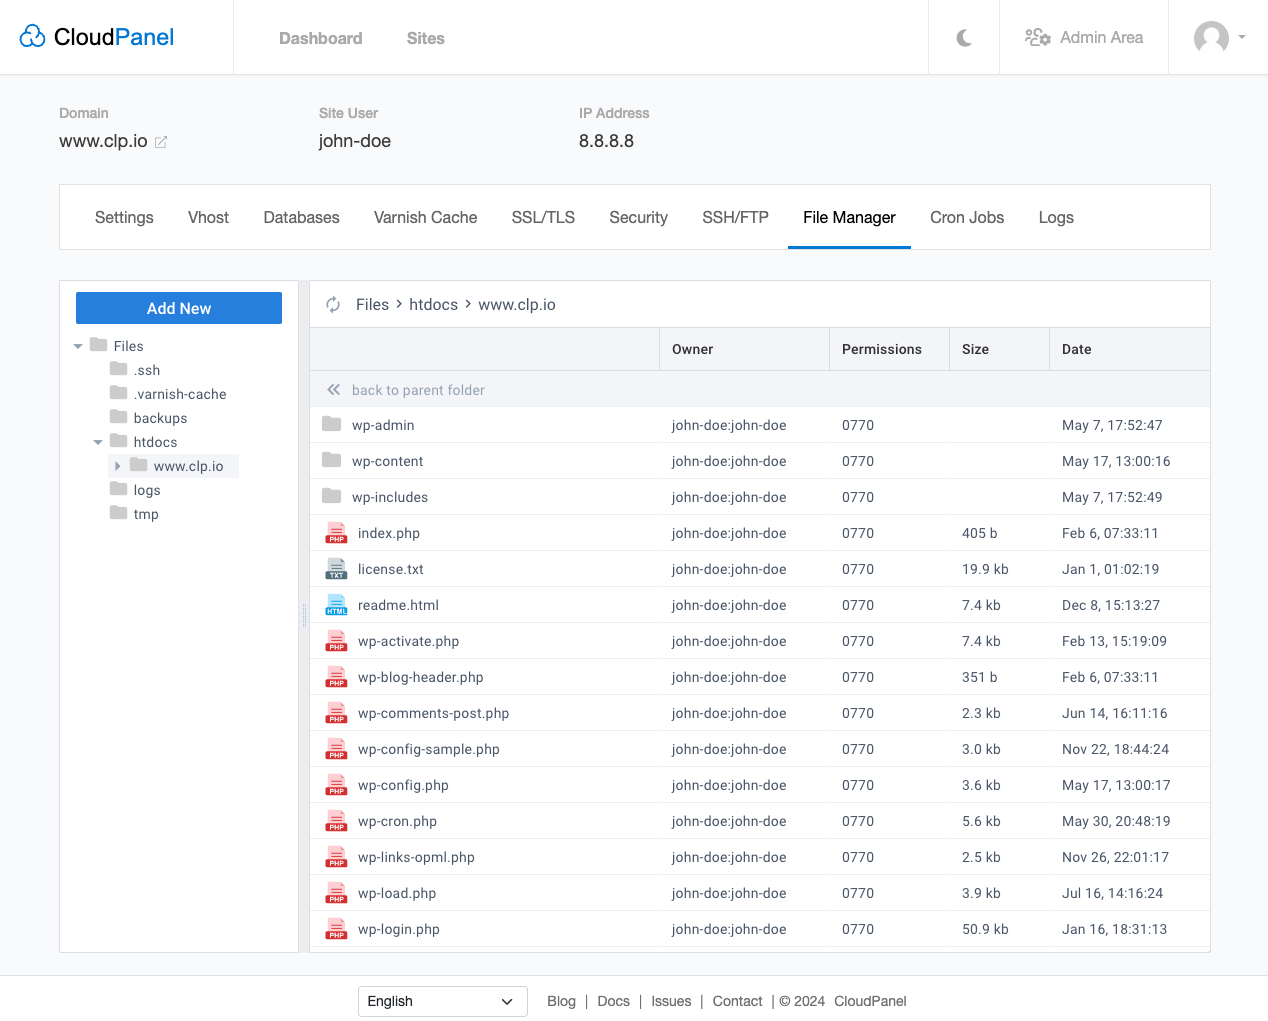 CloudPanel
Dashboard Sites Admin Area
Domain Site User IP Address
www.clp.io john-doe 8.8.8.8
Settings Vhost Databases Varnish Cache SSL/TLS Security SSH/FTP File Manager Cron Jobs Logs
Add New
Files
.ssh
.varnish-cache
backups
htdocs
www.clp.io
logs
tmp
Files > htdocs > www.clp.io
Owner Permissions Size Date
back to parent folder
wp-admin john-doe:john-doe 0770 May 7, 17:52:47
wp-content john-doe:john-doe 0770 May 17, 13:00:16
wp-includes john-doe:john-doe 0770 May 7, 17:52:49
PHP index.php john-doe:john-doe 0770 405 b Feb 6, 07:33:11
TXT license.txt john-doe:john-doe 0770 19.9 kb Jan 1, 01:02:19
HTML readme.html john-doe:john-doe 0770 7.4 kb Dec 8, 15:13:27
PHP wp-activate.php john-doe:john-doe 0770 7.4 kb Feb 13, 15:19:09
PHP wp-blog-header.php john-doe:john-doe 0770 351 b Feb 6, 07:33:11
PHP wp-comments-post.php john-doe:john-doe 0770 2.3 kb Jun 14, 16:11:16
PHP wp-config-sample.php john-doe:john-doe 0770 3.0 kb Nov 22, 18:44:24
PHP wp-config.php john-doe:john-doe 0770 3.6 kb May 17, 13:00:17
PHP wp-cron.php john-doe:john-doe 0770 5.6 kb May 30, 20:48:19
PHP wp-links-opml.php john-doe:john-doe 0770 2.5 kb Nov 26, 22:01:17
PHP wp-load.php john-doe:john-doe 0770 3.9 kb Jul 16, 14:16:24
PHP wp-login.php john-doe:john-doe 0770 50.9 kb Jan 16, 18:31:13
English Blog | Docs | Issues | Contact | © 2024 CloudPanel